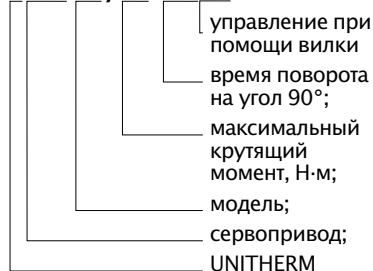 управление при
помощи вилки
время поворота
на угол 90°;
максимальный
крутящий
момент, Н·м;
модель;
сервопривод;
UNITHERM